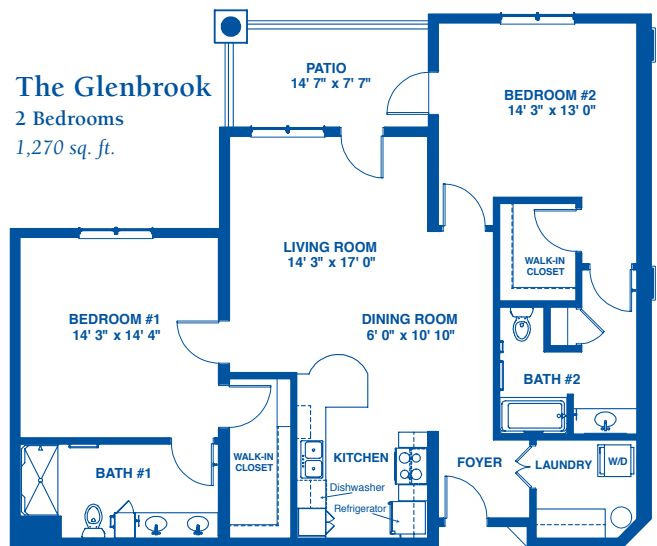 The Glenbrook
2 Bedrooms
1,270 sq. ft.
PATIO
14' 7" x 7' 7"
BEDROOM #2
14' 3" x 13' 0"
LIVING ROOM
14' 3" x 17' 0"
WALK-IN
CLOSET
BEDROOM #1
14' 3" x 14' 4"
DINING ROOM
6' 0" x 10' 10"
BATH #2
BATH #1
WALK-IN
CLOSET
KITCHEN
Dishwasher
Refrigerator
FOYER
LAUNDRY
W/D